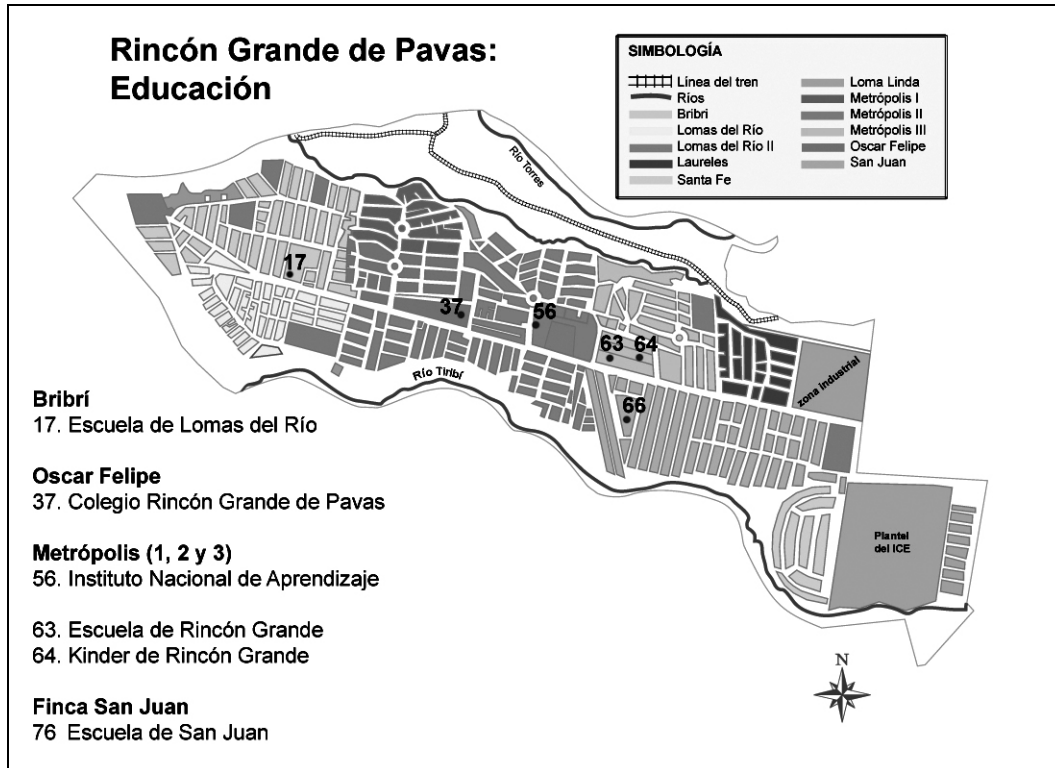 Rincón Grande de Pavas:
Educación
SIMBOLOGÍA
Línea del tren
Ríos
Bribri
Lomas del Río
Lomas del Río II
Laureles
Santa Fe
Loma Linda
Metrópolis I
Metrópolis II
Metrópolis III
Oscar Felipe
San Juan
Río Torres
17
37
56
63
64
66
Río Tiribí
zona industrial
Plantel
del ICE
Bribrí
17. Escuela de Lomas del Río
Oscar Felipe
37. Colegio Rincón Grande de Pavas
Metrópolis (1, 2 y 3)
56. Instituto Nacional de Aprendizaje
63. Escuela de Rincón Grande
64. Kinder de Rincón Grande
Finca San Juan
76 Escuela de San Juan
N